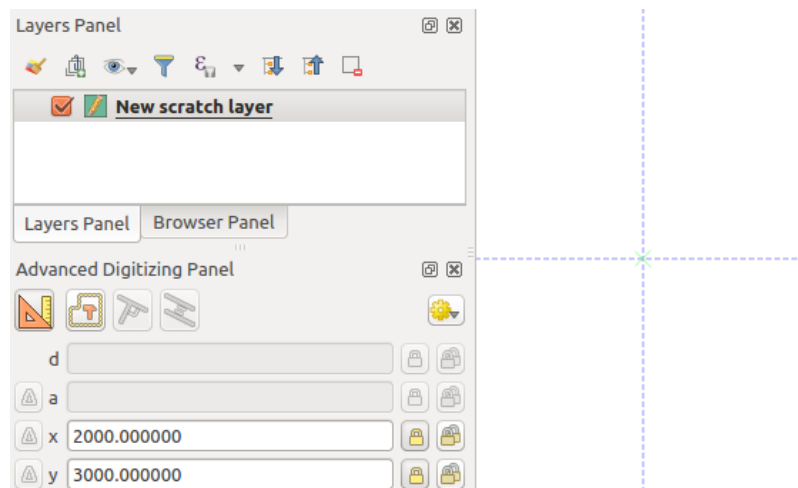 Layers Panel
New scratch layer
Layers Panel Browser Panel
Advanced Digitizing Panel
d
a
x 2000.000000
y 3000.000000